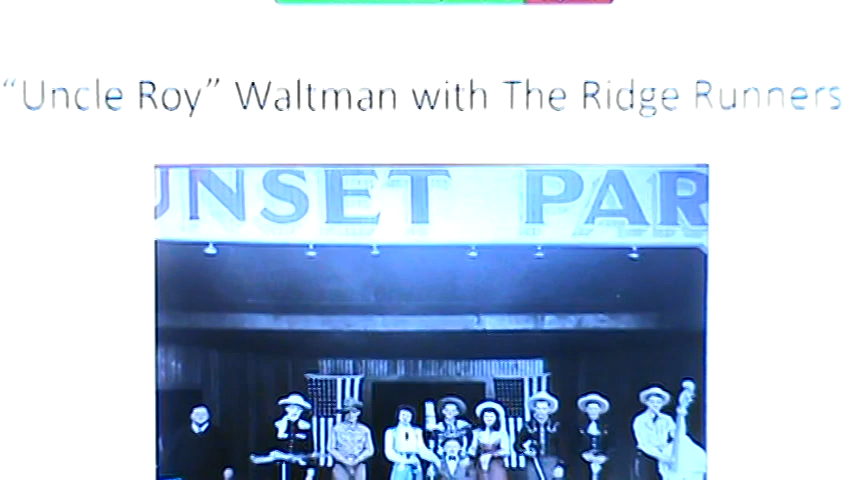 “Uncle Roy” Waltman with The Ridge Runners
UNSET PAR